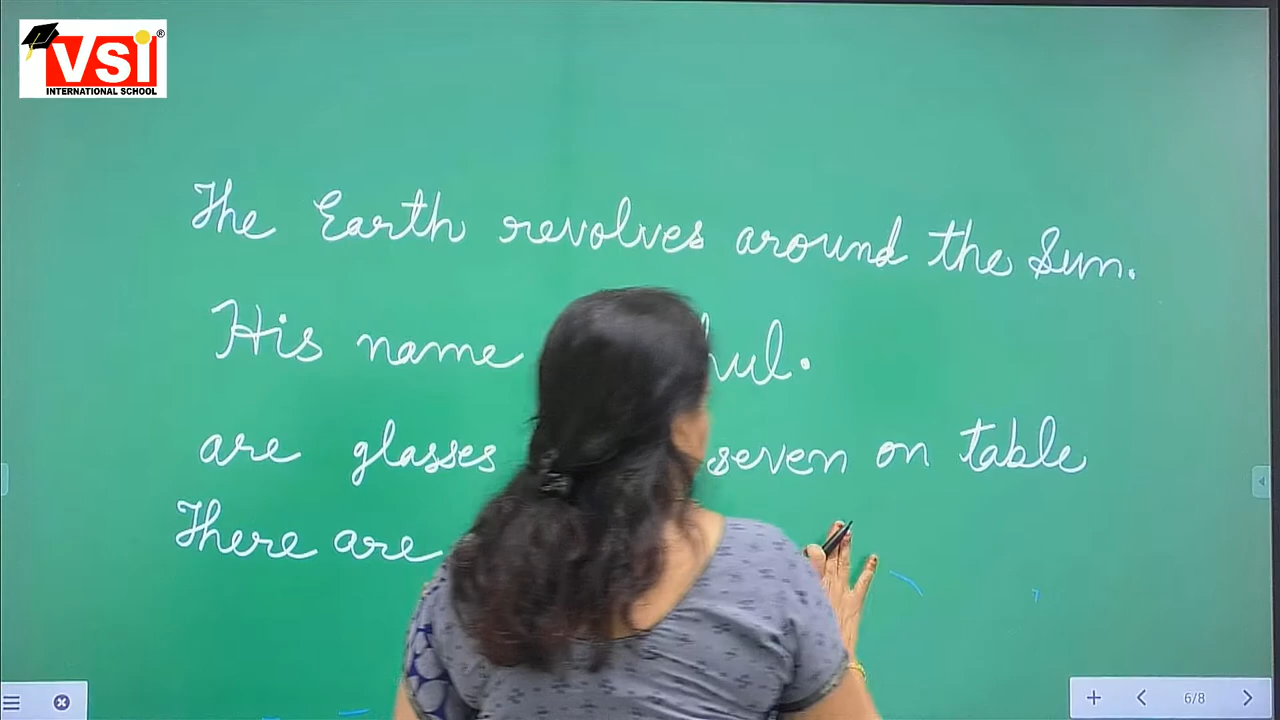 VSI®
INTERNATIONAL SCHOOL
The Earth revolves around the Sun.
His name hul.
are glasses seven on table
There are
6/8